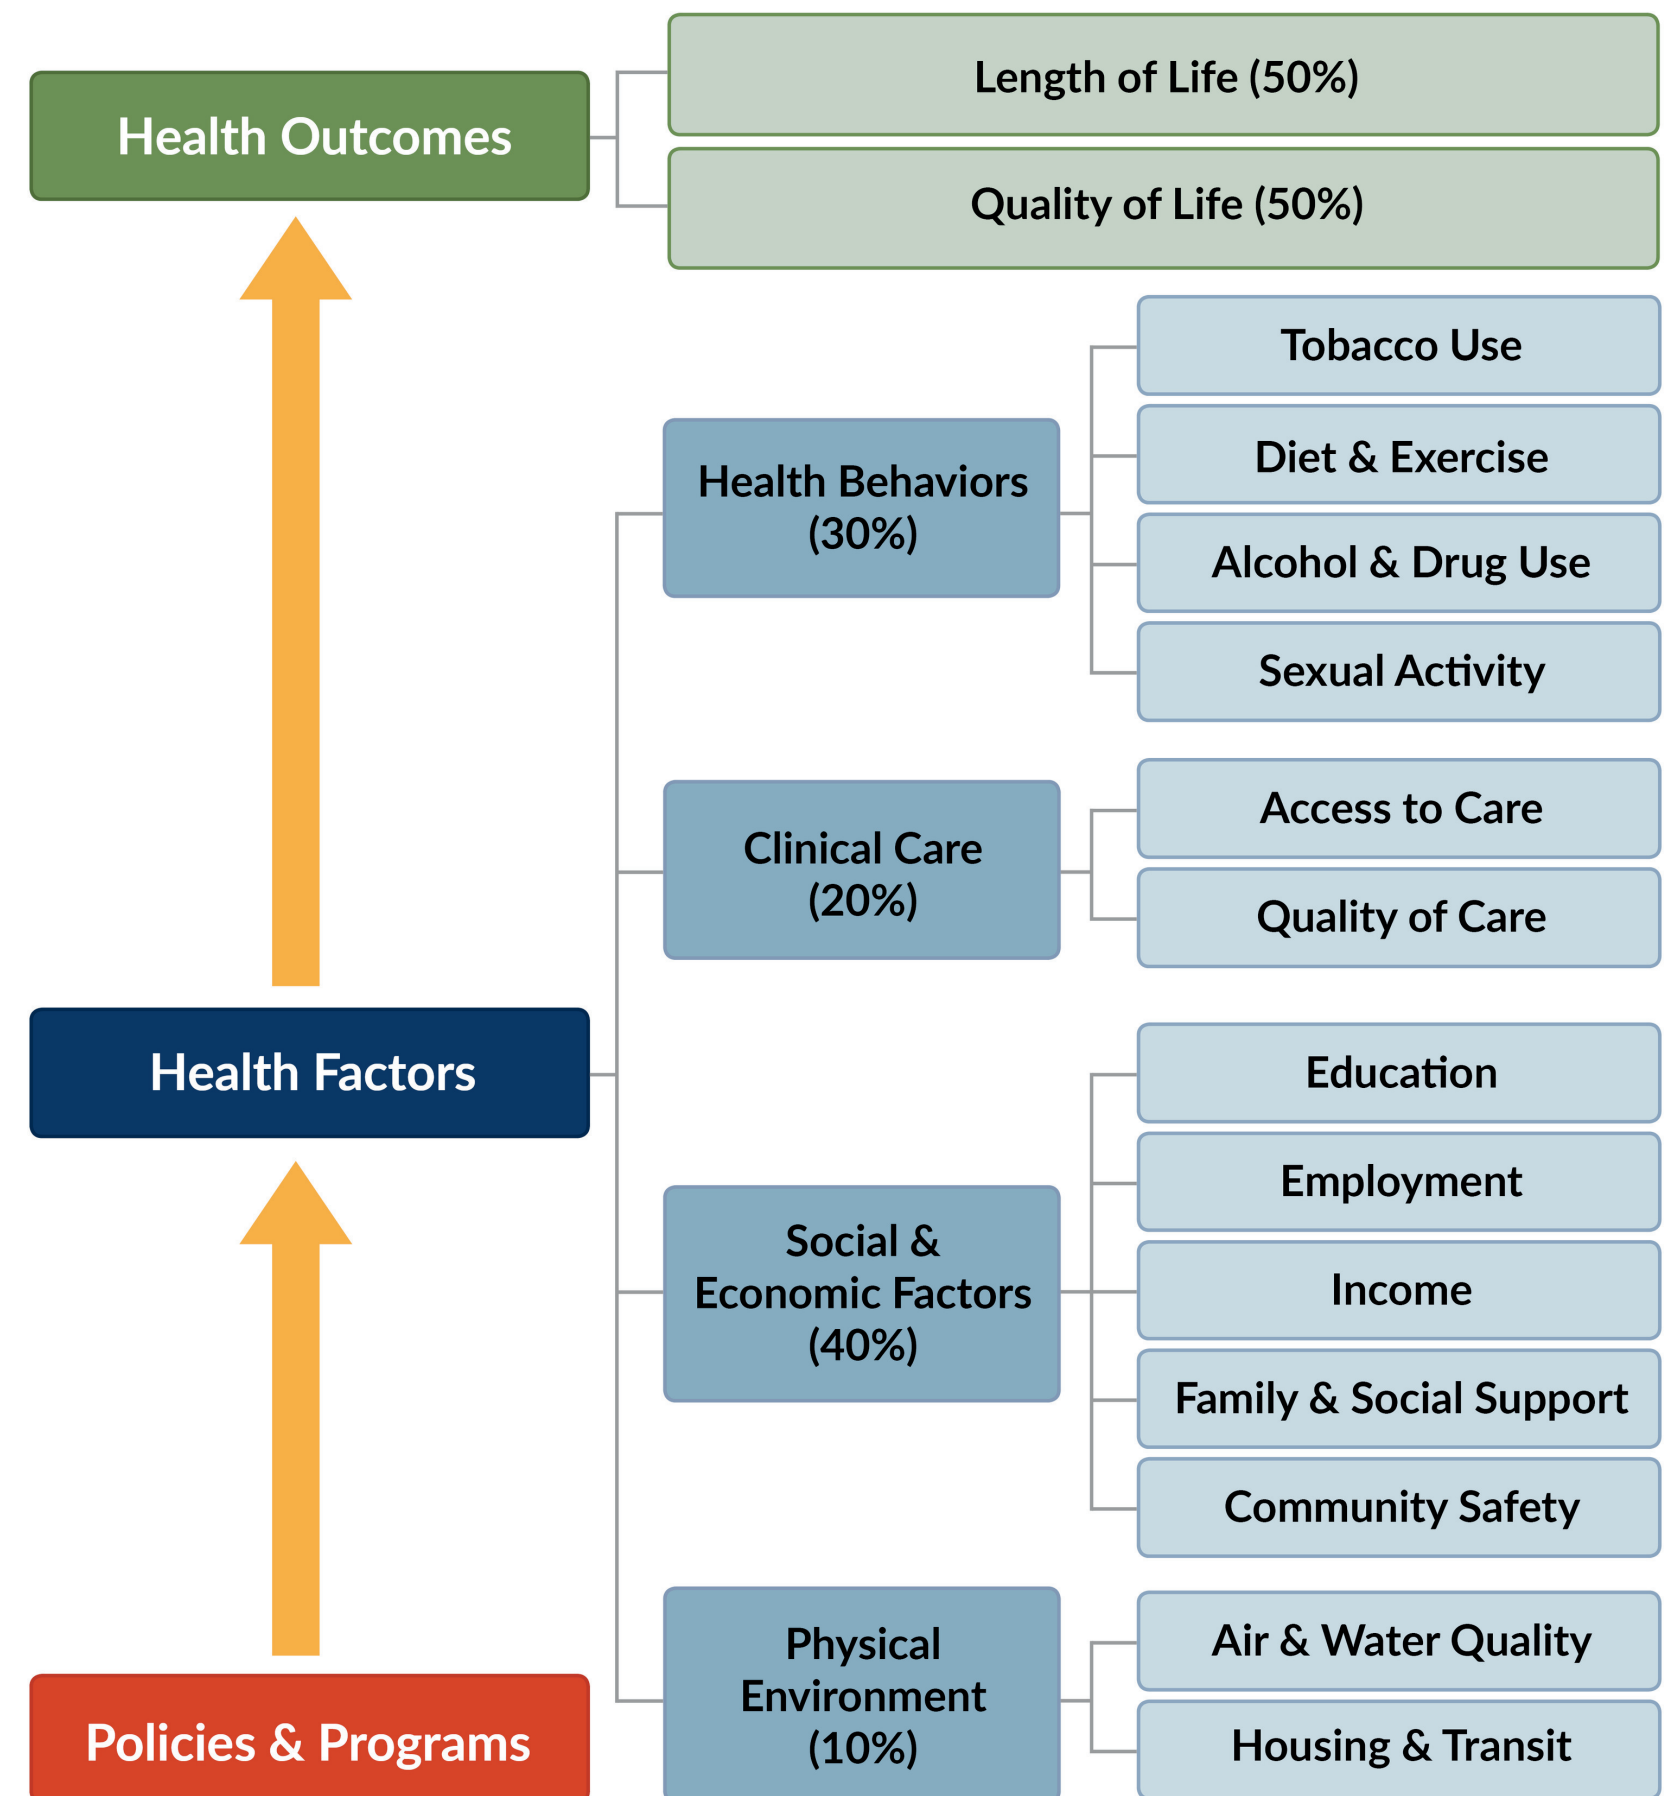 Health Outcomes
Length of Life (50%)
Quality of Life (50%)
Health Factors
Health Behaviors
(30%)
Tobacco Use
Diet & Exercise
Alcohol & Drug Use
Sexual Activity
Clinical Care
(20%)
Access to Care
Quality of Care
Social &
Economic Factors
(40%)
Education
Employment
Income
Family & Social Support
Community Safety
Physical
Environment
(10%)
Air & Water Quality
Housing & Transit
Policies & Programs